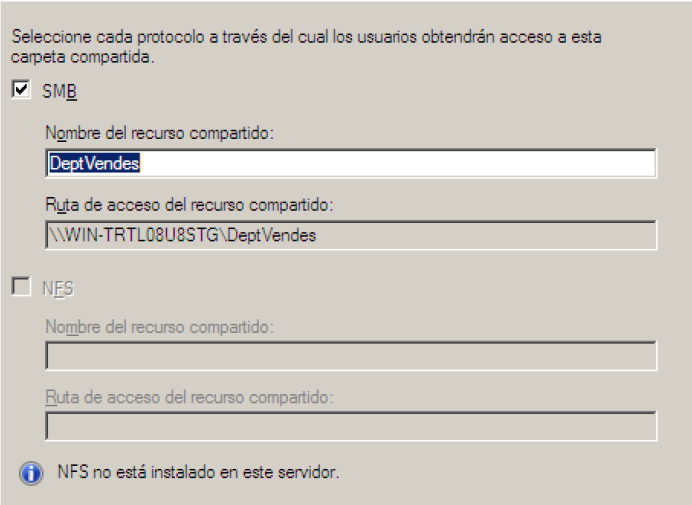 Seleccione cada protocolo a través del cual los usuarios obtendrán acceso a esta
carpeta compartida.
SMB
Nombre del recurso compartido:
DeptVendes
Ruta de acceso del recurso compartido:
\\WIN-TRTL08U8STG\DeptVendes
NFS
Nombre del recurso compartido:
Ruta de acceso del recurso compartido:
NFS no está instalado en este servidor.